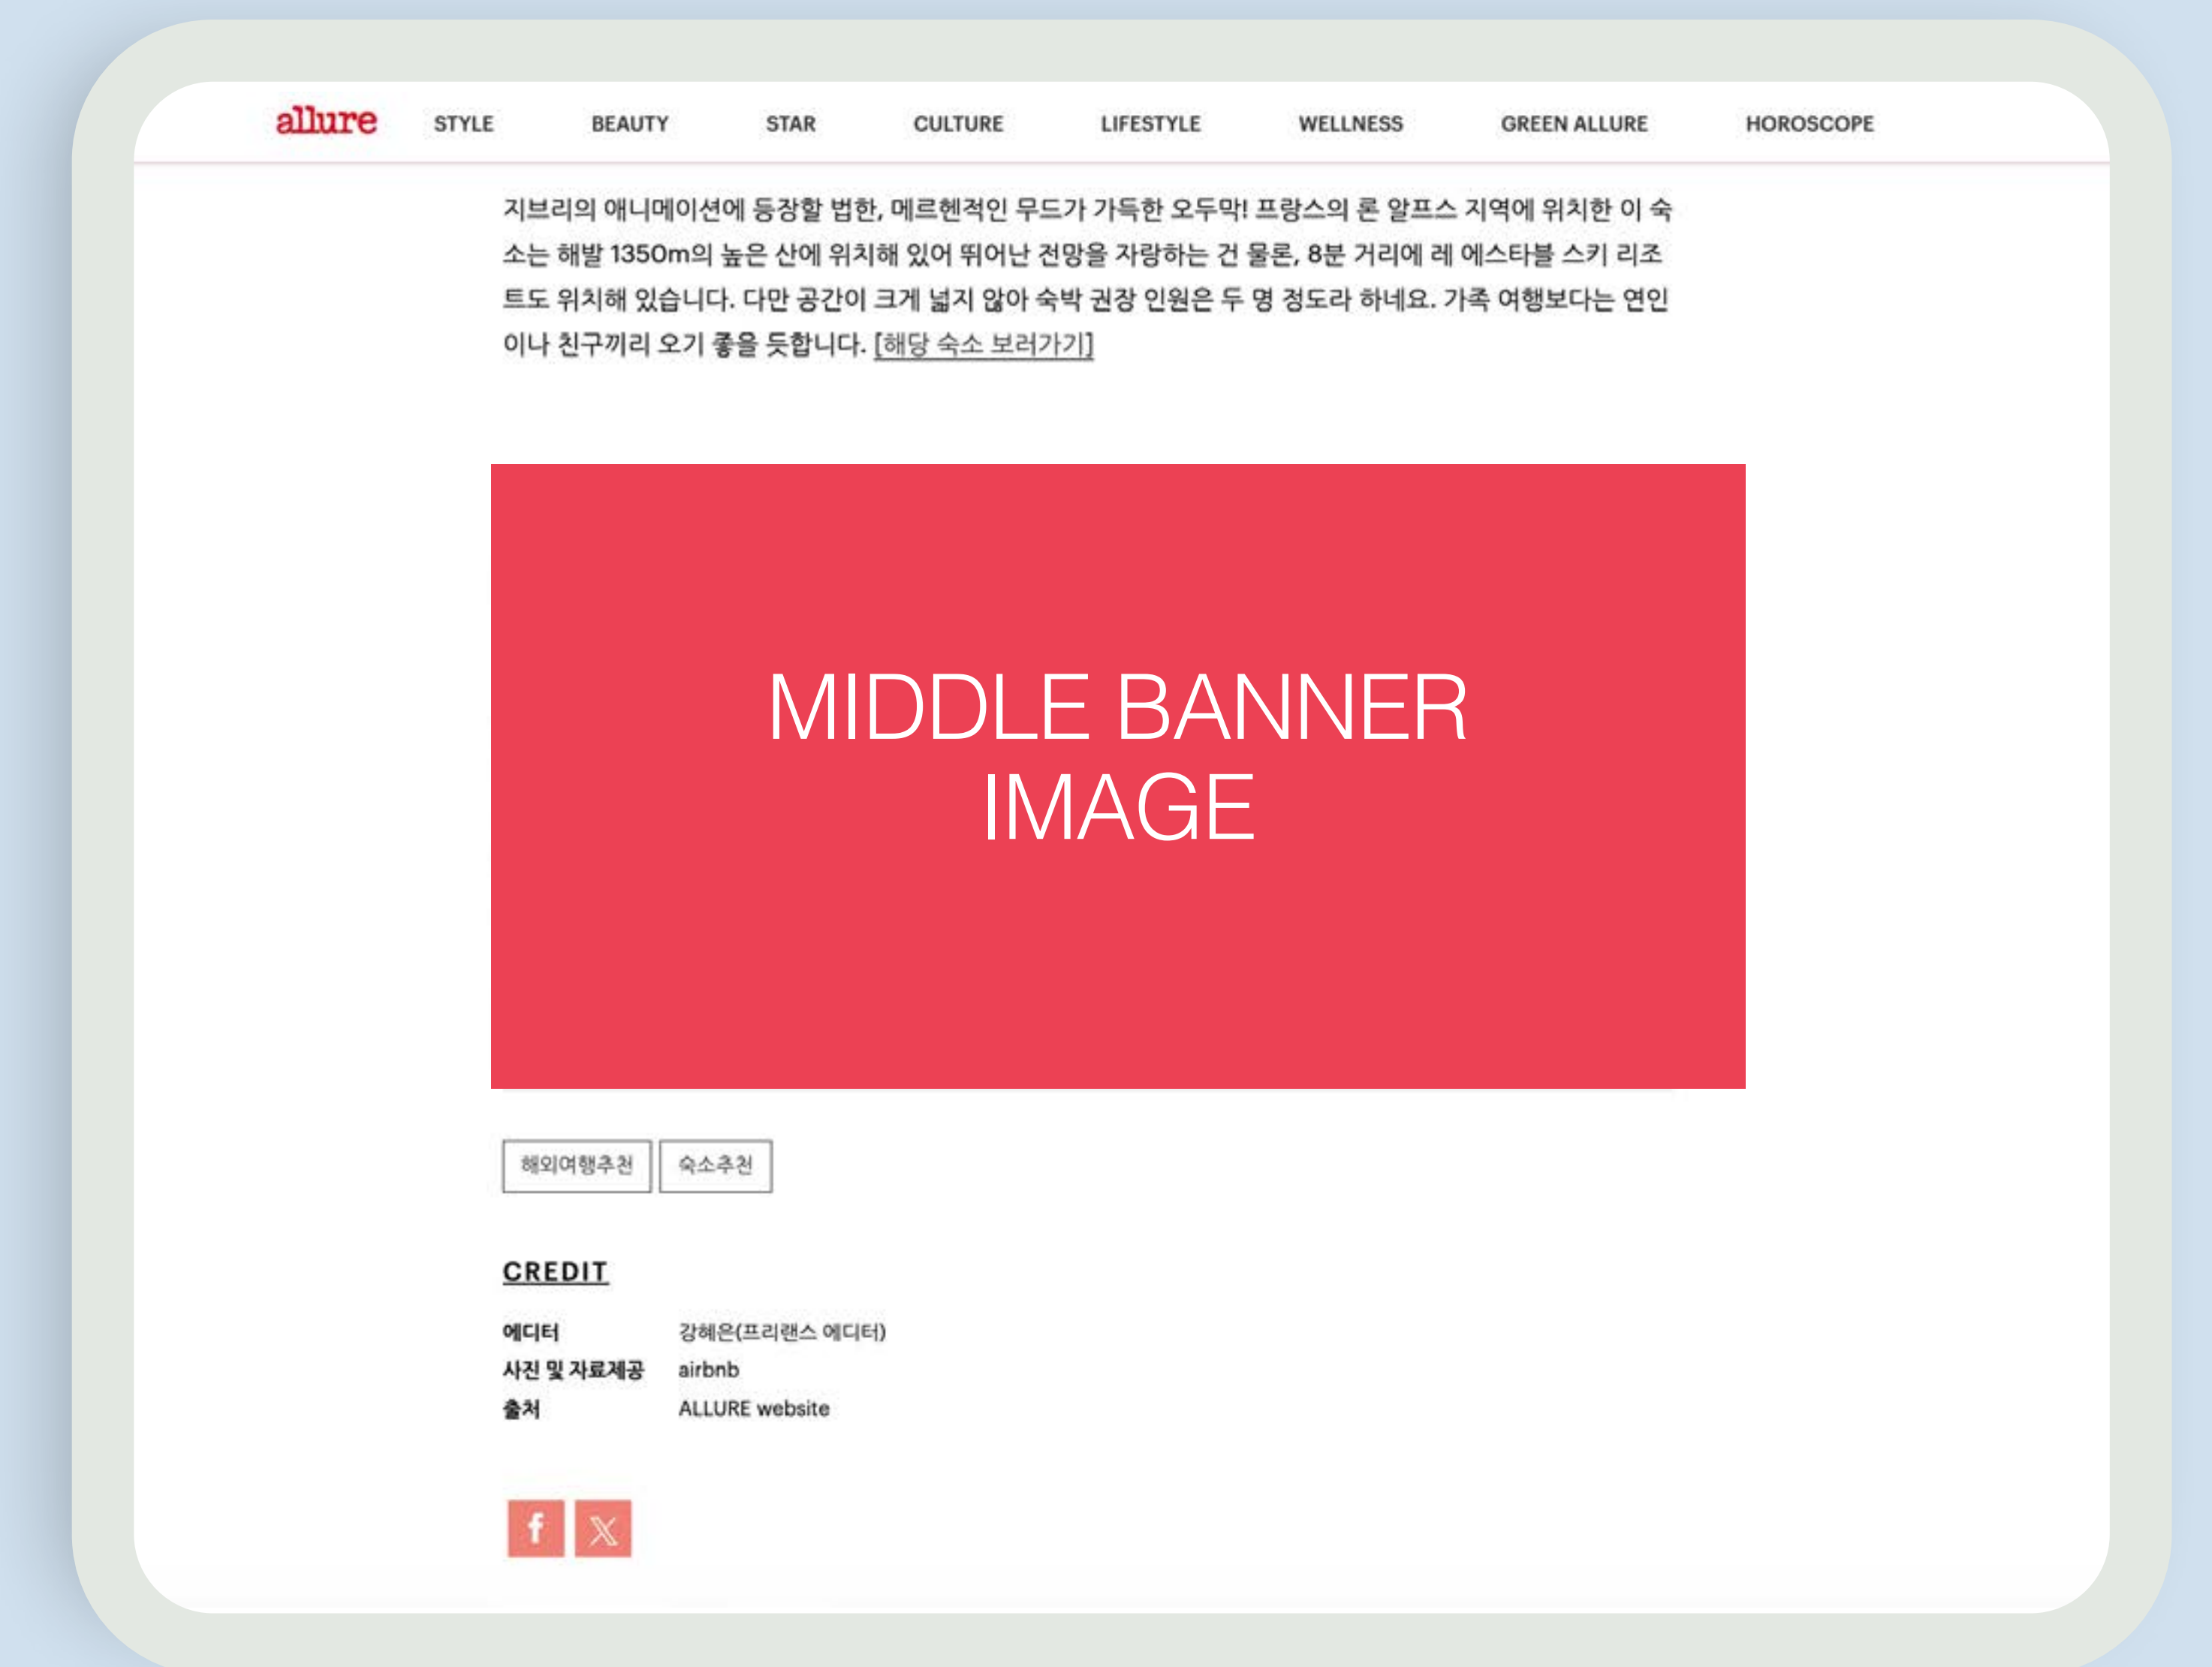 allure STYLE BEAUTY STAR CULTURE LIFESTYLE WELLNESS GREEN ALLURE HOROSCOPE
지브리의 애니메이션에 등장할 법한, 메르헨적인 무드가 가득한 오두막! 프랑스의 론 알프스 지역에 위치한 이 숙
소는 해발 1350m의 높은 산에 위치해 있어 뛰어난 전망을 자랑하는 건 물론, 8분 거리에 레 에스타블 스키 리조
트도 위치해 있습니다. 다만 공간이 크게 넓지 않아 숙박 권장 인원은 두 명 정도라 하네요. 가족 여행보다는 연인
이나 친구끼리 오기 좋을 듯합니다. [해당 숙소 보러가기]
MIDDLE BANNER
IMAGE
해외여행추천 숙소추천
CREDIT
에디터 강혜은(프리랜스 에디터)
사진 및 자료제공 airbnb
출처 ALLURE website
f X